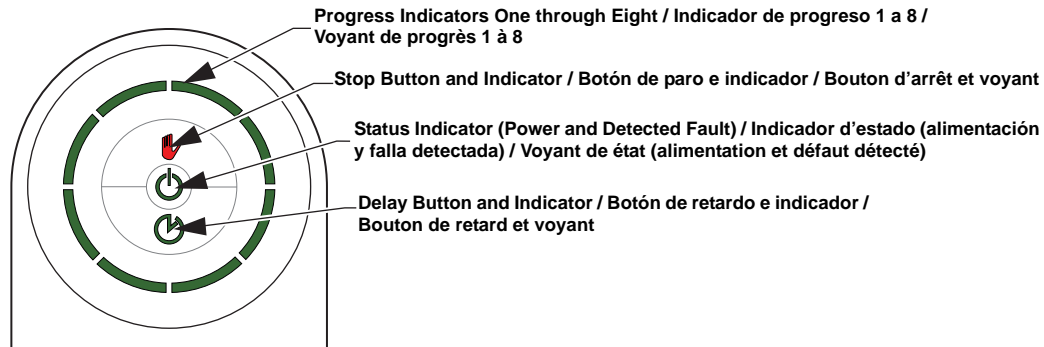 Progress Indicators One through Eight / Indicador de progreso 1 a 8 /
Voyant de progrès 1 à 8
Stop Button and Indicator / Botón de paro e indicador / Bouton d'arrêt et voyant
Status Indicator (Power and Detected Fault) / Indicador d'estado (alimentación
y falla detectada) / Voyant de état (alimentation et défaut détecté)
Delay Button and Indicator / Botón de retardo e indicador /
Bouton de retard et voyant